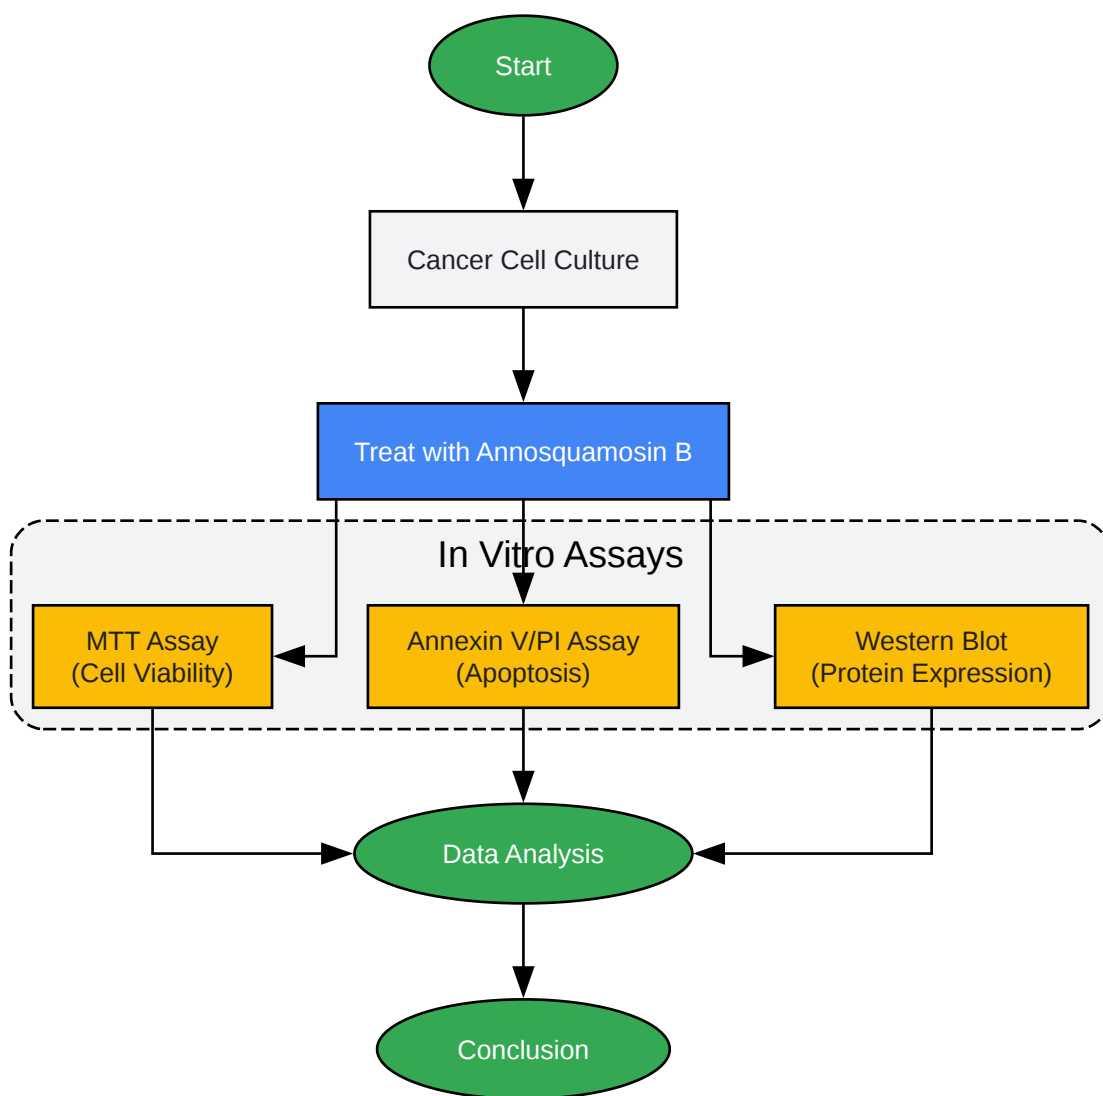 Start
Cancer Cell Culture
Treat with Annosquamosin B
In Vitro Assays
MTT Assay
(Cell Viability)
Annexin V/PI Assay
(Apoptosis)
Western Blot
(Protein Expression)
Data Analysis
Conclusion